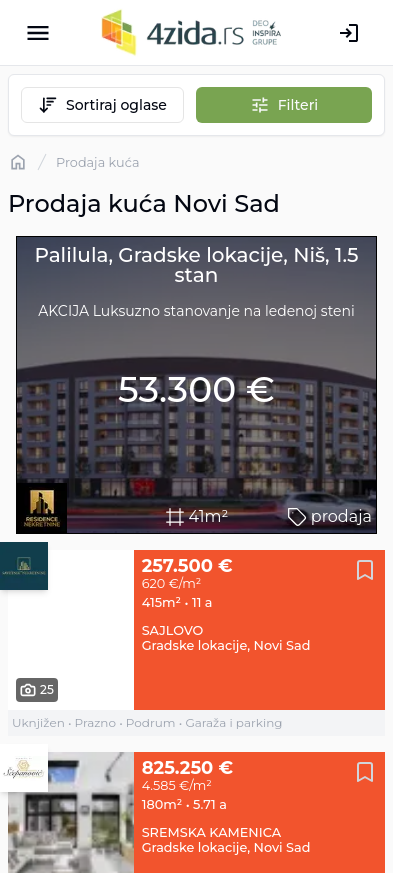 4zida.rs
DEO
INSPIRA
GRUPE
Sortiraj oglase
Filteri
/ Prodaja kuća
Prodaja kuća Novi Sad
Palilula, Gradske lokacije, Niš, 1.5
stan
AKCIJA Luksuzno stanovanje na ledenoj steni
53.300 €
RESIDENCE
NEKRETNINE
41m²
prodaja
257.500 €
620 €/m²
415m² • 11 a
SAJLOVO
Gradske lokacije, Novi Sad
25
Uknjižen • Prazno • Podrum • Garaža i parking
Šćepanović
825.250 €
4.585 €/m²
180m² • 5.71 a
SREMSKA KAMENICA
Gradske lokacije, Novi Sad